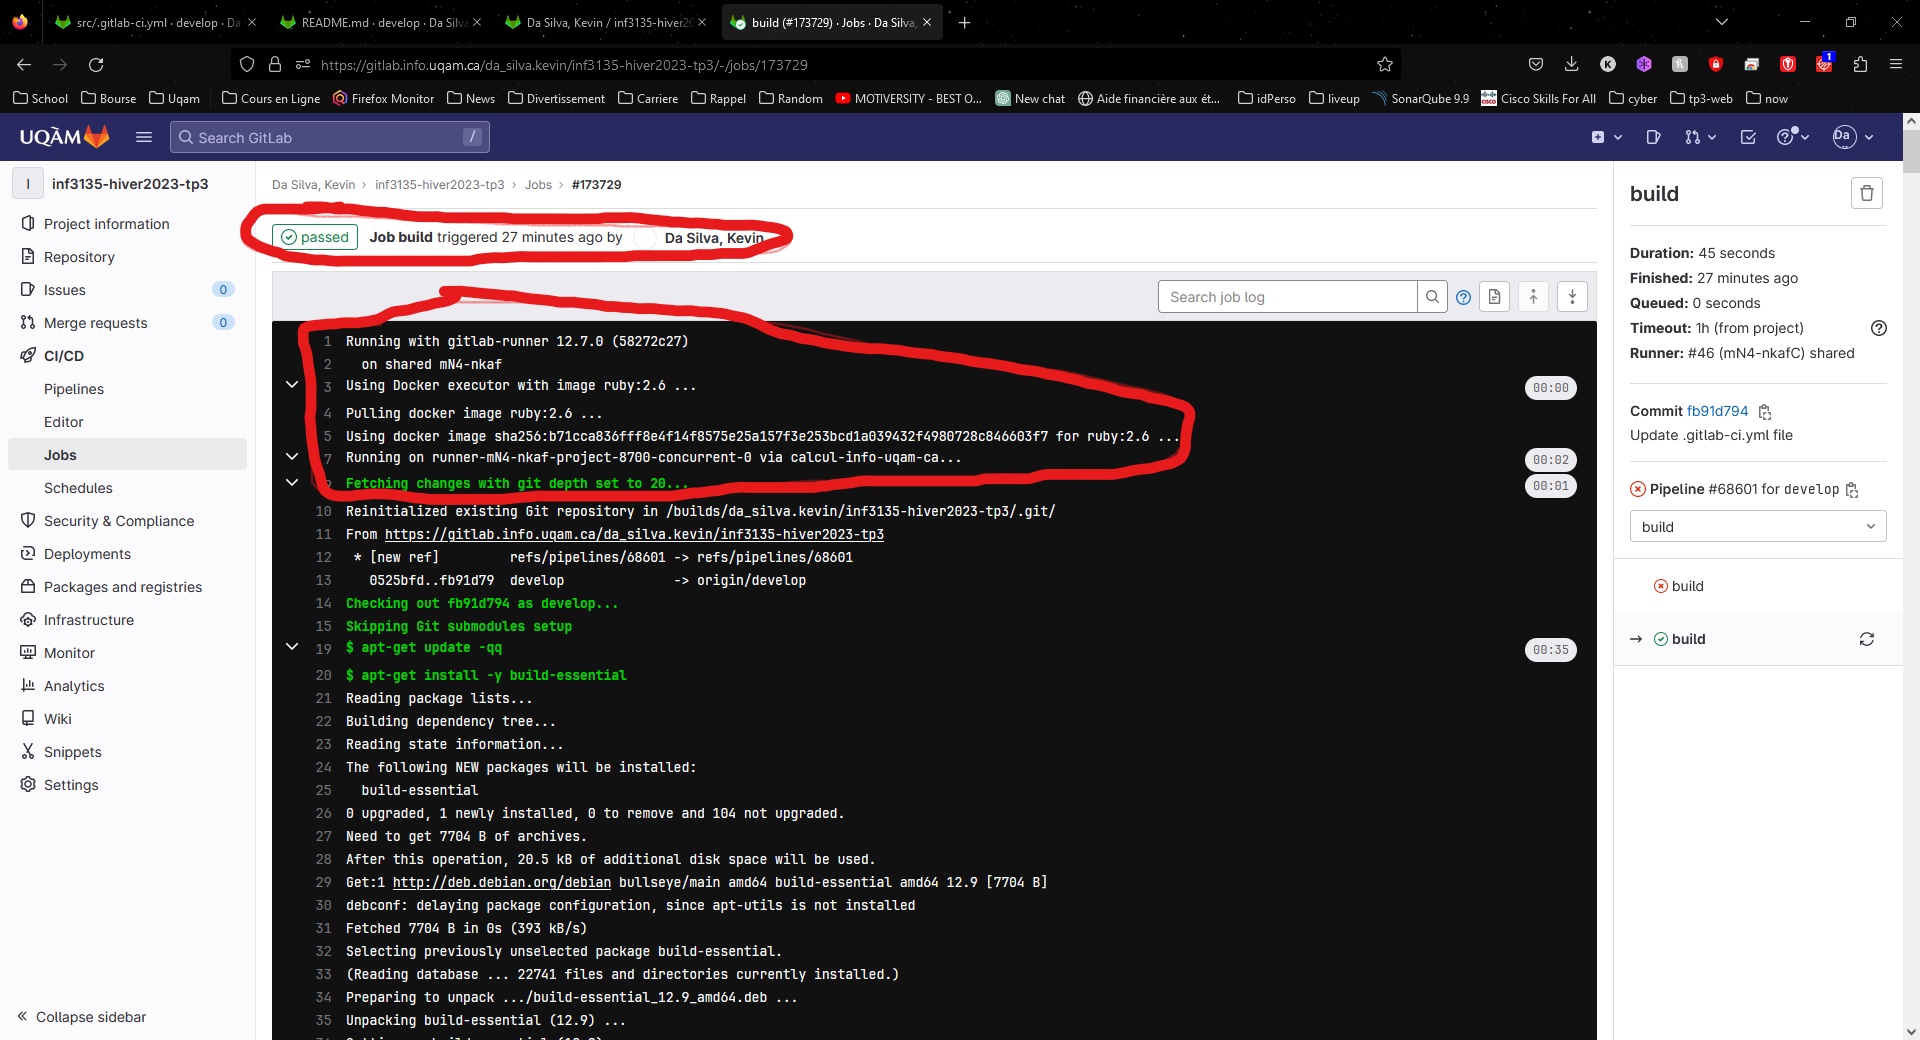 src/.gitlab-ci.yml · develop · Da
README.md · develop · Da Silva
Da Silva, Kevin / inf3135-hiver20
build (#173729) · Jobs · Da Silva,
https://gitlab.info.uqam.ca/da_silva.kevin/inf3135-hiver2023-tp3/-/jobs/173729
K
1
School
Bourse
Uqam
Cours en Ligne
Firefox Monitor
News
Divertissement
Carriere
Rappel
Random
MOTIVERSITY - BEST O...
New chat
Aide financière aux ét...
idPerso
liveup
SonarQube 9.9
Cisco Skills For All
cyber
tp3-web
now
UQÀM
Search GitLab
/
Da
I
inf3135-hiver2023-tp3
Project information
Repository
Issues 0
Merge requests 0
CI/CD
Pipelines
Editor
Jobs
Schedules
Security & Compliance
Deployments
Packages and registries
Infrastructure
Monitor
Analytics
Wiki
Snippets
Settings
Collapse sidebar
Da Silva, Kevin › inf3135-hiver2023-tp3 › Jobs › #173729
passed Job build triggered 27 minutes ago by Da Silva, Kevin
Search job log
1 Running with gitlab-runner 12.7.0 (58272c27)
2 on shared mN4-nkaf
3 Using Docker executor with image ruby:2.6 ... 00:00
4 Pulling docker image ruby:2.6 ...
5 Using docker image sha256:b71cca836fff8e4f14f8575e25a157f3e253bcd1a039432f4980728c846603f7 for ruby:2.6 ...
7 Running on runner-mN4-nkaf-project-8700-concurrent-0 via calcul-info-uqam-ca... 00:02
Fetching changes with git depth set to 20... 00:01
10 Reinitialized existing Git repository in /builds/da_silva.kevin/inf3135-hiver2023-tp3/.git/
11 From https://gitlab.info.uqam.ca/da_silva.kevin/inf3135-hiver2023-tp3
12 * [new ref] refs/pipelines/68601 -> refs/pipelines/68601
13 0525bfd..fb91d79 develop -> origin/develop
14 Checking out fb91d794 as develop...
15 Skipping Git submodules setup
19 $ apt-get update -qq 00:35
20 $ apt-get install -y build-essential
21 Reading package lists...
22 Building dependency tree...
23 Reading state information...
24 The following NEW packages will be installed:
25 build-essential
26 0 upgraded, 1 newly installed, 0 to remove and 104 not upgraded.
27 Need to get 7704 B of archives.
28 After this operation, 20.5 kB of additional disk space will be used.
29 Get:1 http://deb.debian.org/debian bullseye/main amd64 build-essential amd64 12.9 [7704 B]
30 debconf: delaying package configuration, since apt-utils is not installed
31 Fetched 7704 B in 0s (393 kB/s)
32 Selecting previously unselected package build-essential.
33 (Reading database ... 22741 files and directories currently installed.)
34 Preparing to unpack .../build-essential_12.9_amd64.deb ...
35 Unpacking build-essential (12.9) ...
build
Duration: 45 seconds
Finished: 27 minutes ago
Queued: 0 seconds
Timeout: 1h (from project)
Runner: #46 (mN4-nkafC) shared
Commit fb91d794
Update .gitlab-ci.yml file
Pipeline #68601 for develop
build
build
→ build